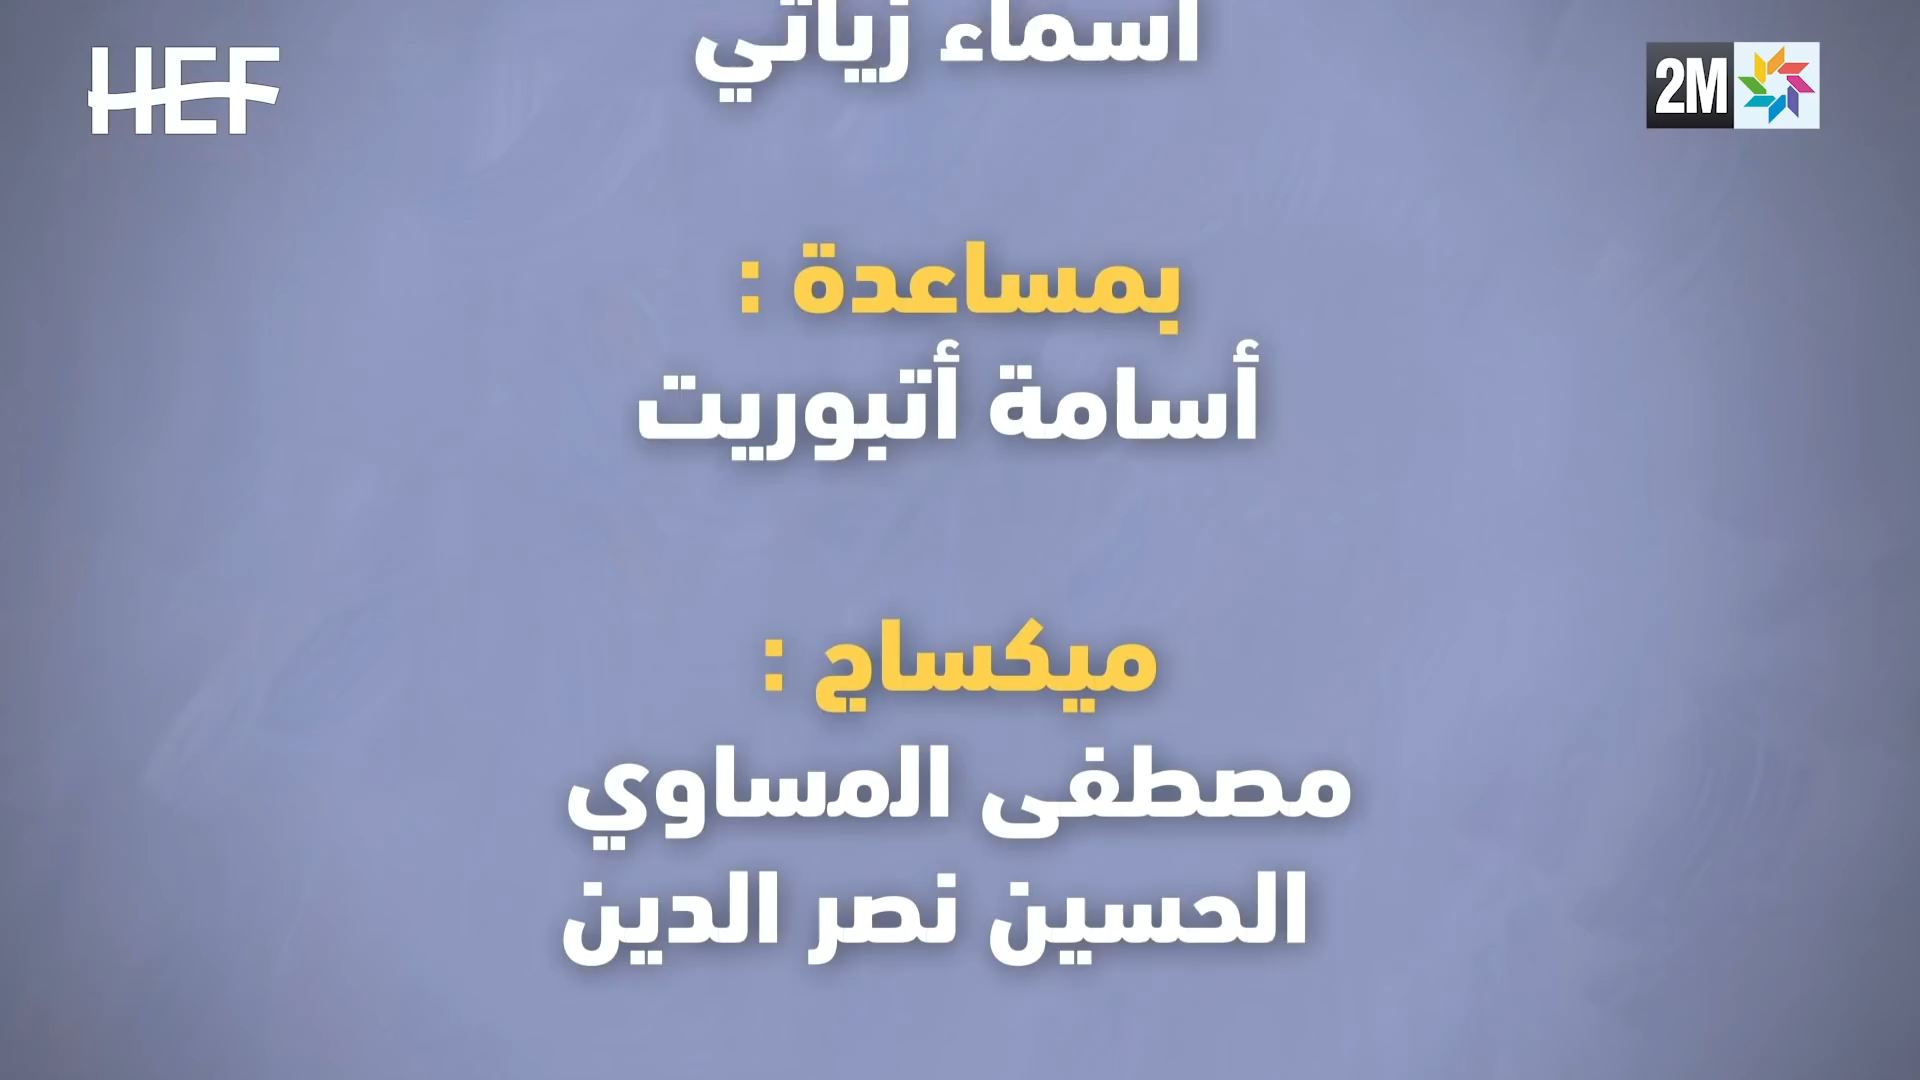 HEF
2M
أسماء زياتي
بمساعدة :
أسامة أتبوريت
ميكساج :
مصطفى المساوي
الحسين نصر الدين